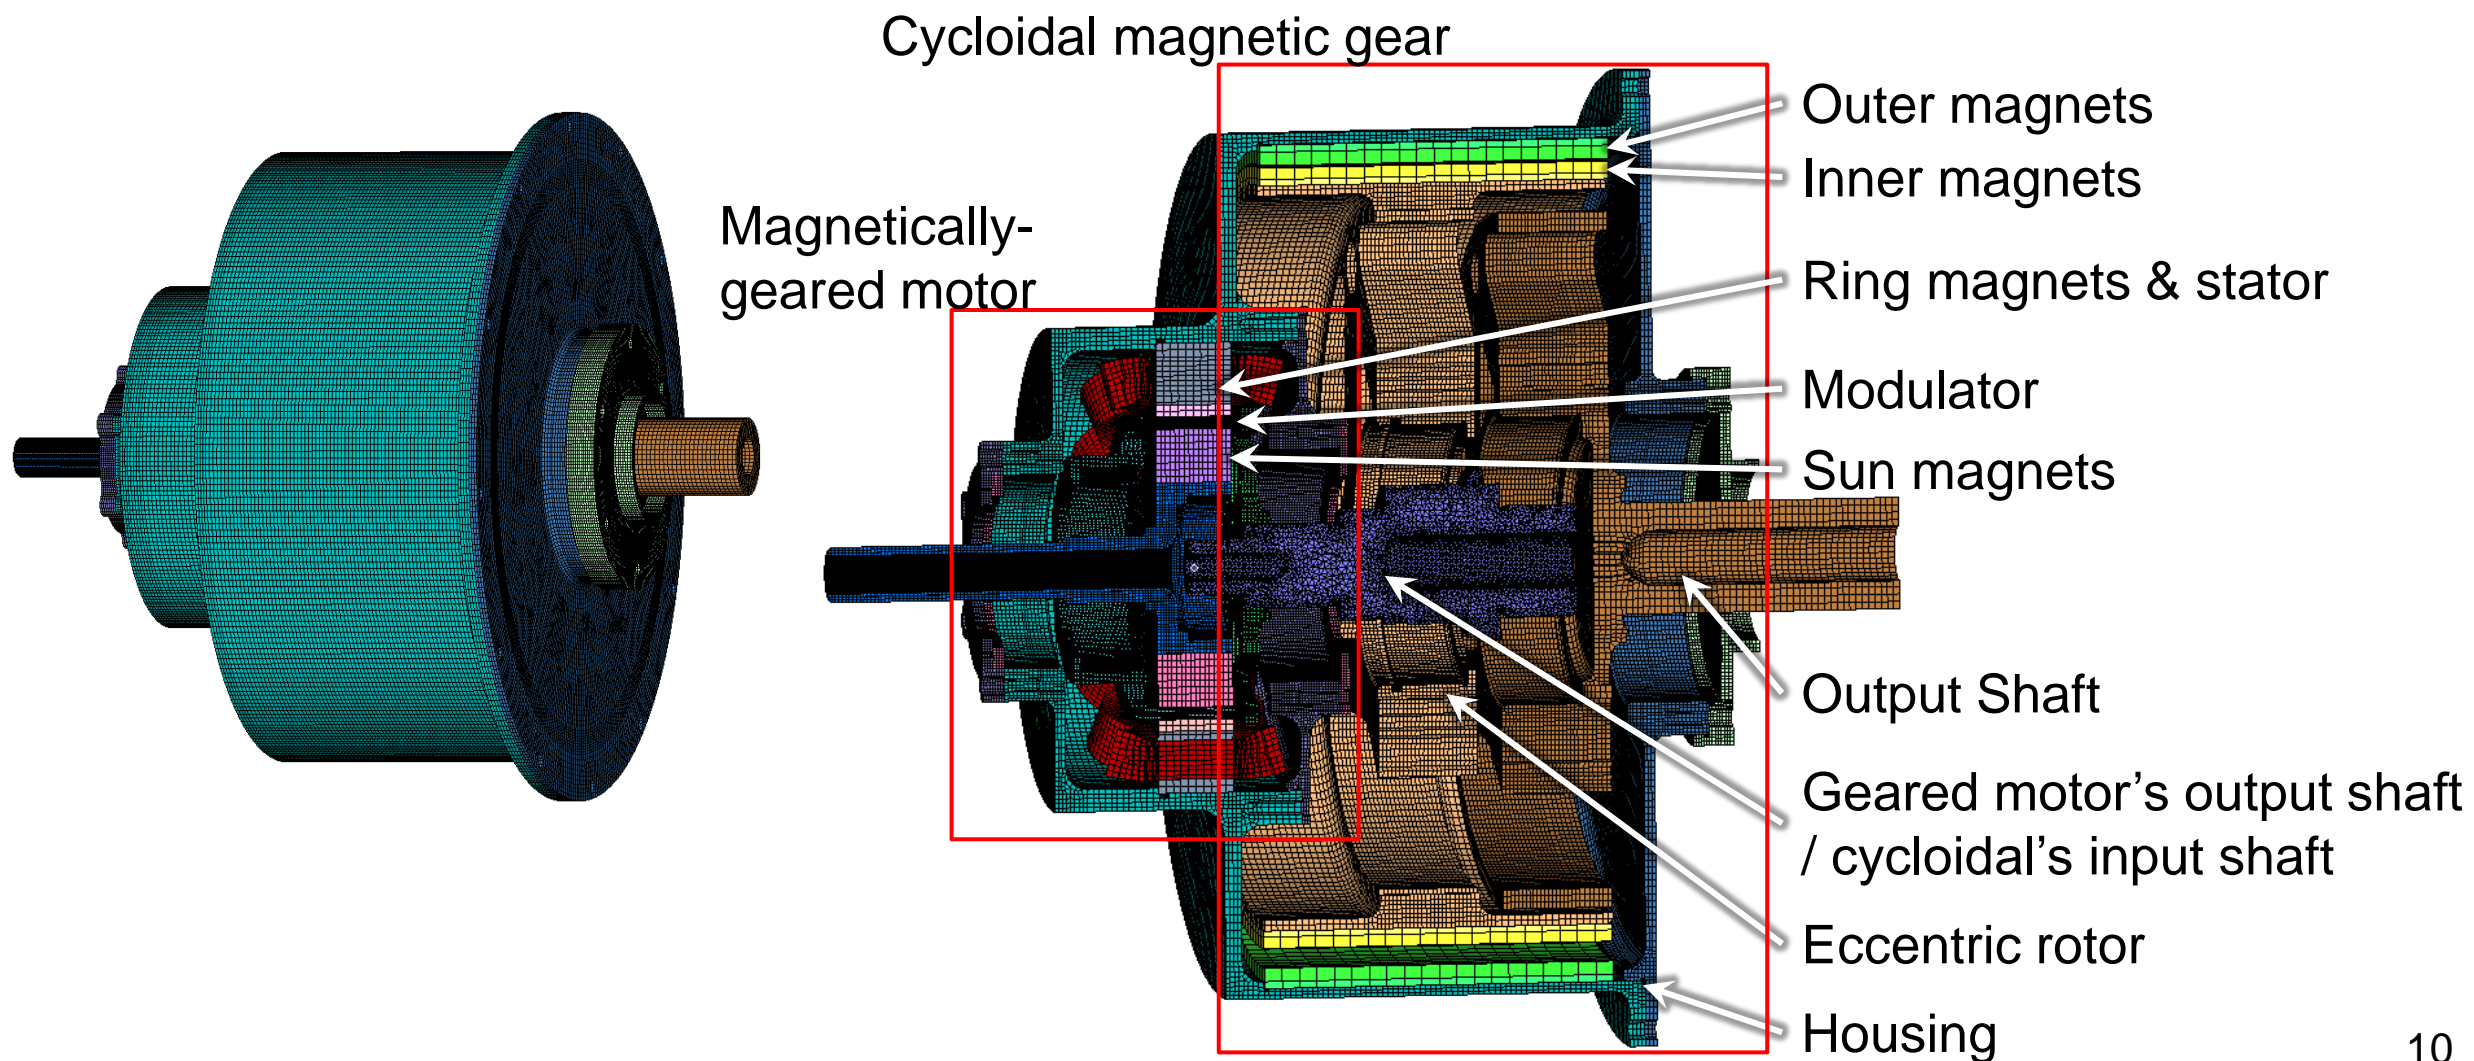 Cycloidal magnetic gear
Magnetically-
geared motor
Outer magnets
Inner magnets
Ring magnets & stator
Modulator
Sun magnets
Output Shaft
Geared motor’s output shaft
/ cycloidal’s input shaft
Eccentric rotor
Housing
10